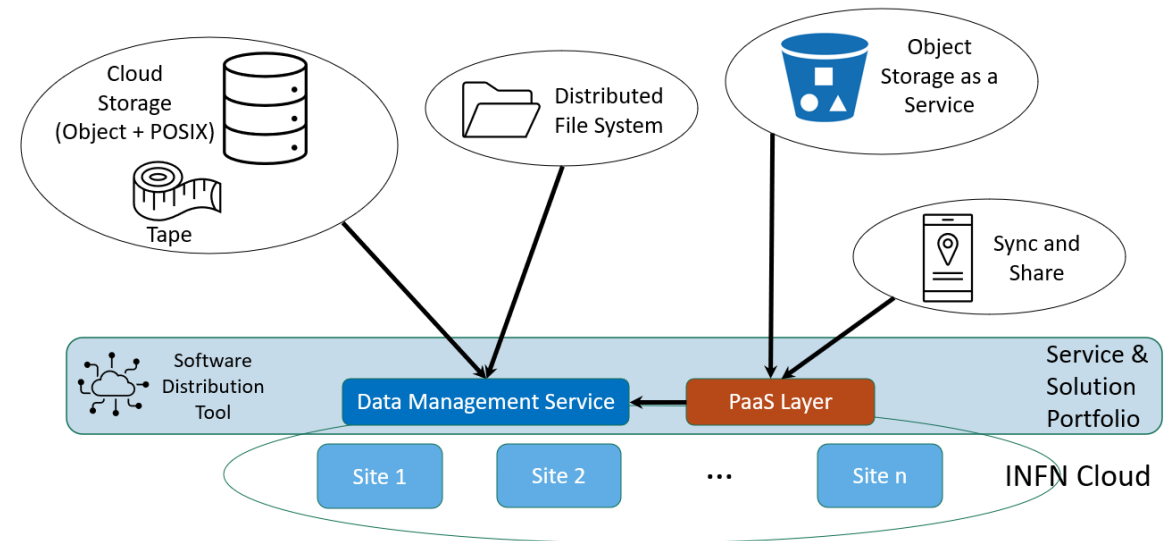 Cloud
Storage
(Object + POSIX)
Tape
Distributed
File System
Object
Storage as a
Service
Sync and
Share
Software
Distribution
Tool
Data Management Service
PaaS Layer
Service &
Solution
Portfolio
Site 1
Site 2
...
Site n
INFN Cloud